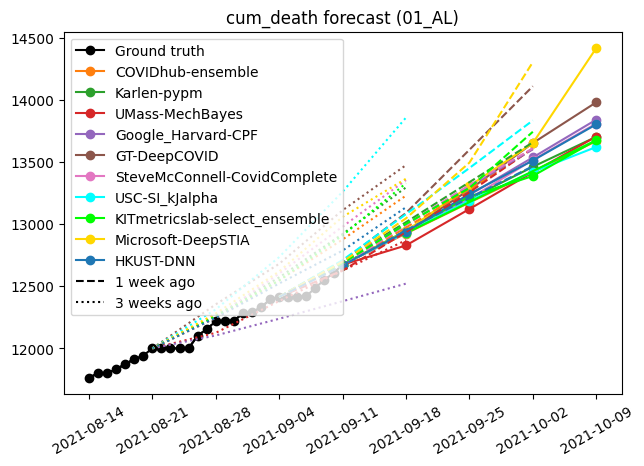 cum_death forecast (01_AL)
14500
14000
13500
13000
12500
12000
Ground truth
COVIDhub-ensemble
Karlen-pypm
UMass-MechBayes
Google_Harvard-CPF
GT-DeepCOVID
SteveMcConnell-CovidComplete
USC-SI_kJalpha
KITmetricslab-select_ensemble
Microsoft-DeepSTIA
HKUST-DNN
1 week ago
3 weeks ago
2021-08-14
2021-08-21
2021-08-28
2021-09-04
2021-09-11
2021-09-18
2021-09-25
2021-10-02
2021-10-09